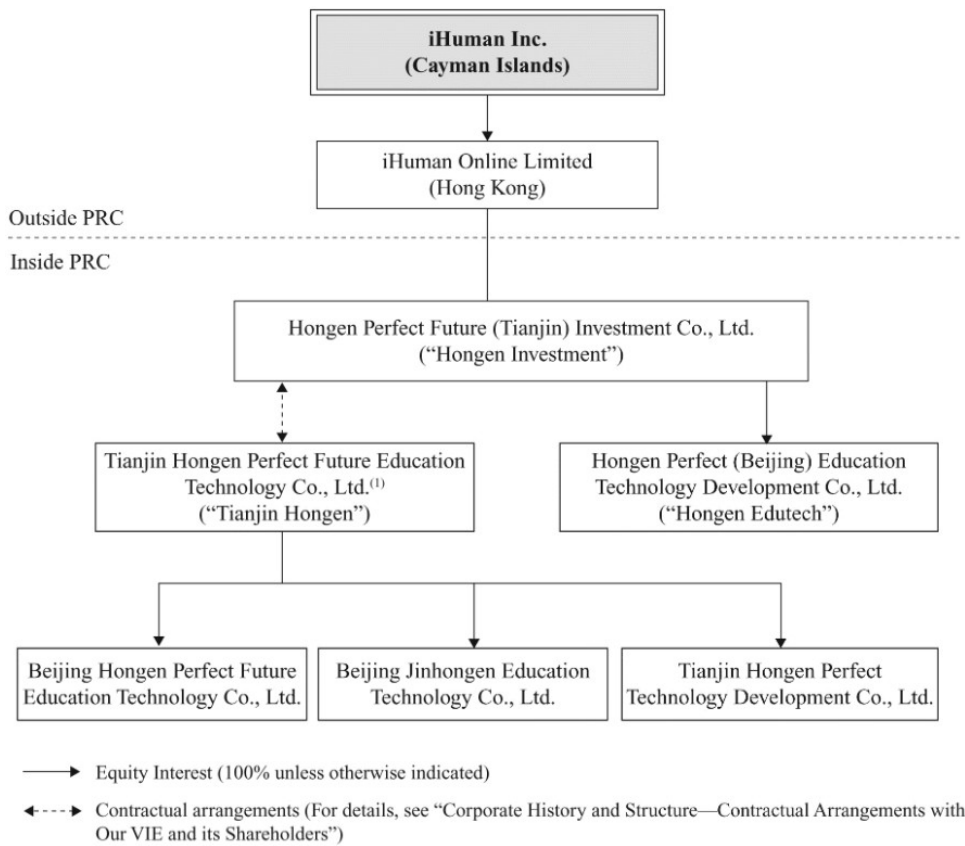 iHuman Inc.
(Cayman Islands)
iHuman Online Limited
(Hong Kong)
Outside PRC
Inside PRC
Hongen Perfect Future (Tianjin) Investment Co., Ltd.
(“Hongen Investment”)
Tianjin Hongen Perfect Future Education
Technology Co., Ltd.(1)
(“Tianjin Hongen”)
Hongen Perfect (Beijing) Education
Technology Development Co., Ltd.
(“Hongen Edutech”)
Beijing Hongen Perfect Future
Education Technology Co., Ltd.
Beijing Jinhongen Education
Technology Co., Ltd.
Tianjin Hongen Perfect
Technology Development Co., Ltd.
Equity Interest (100% unless otherwise indicated)
Contractual arrangements (For details, see “Corporate History and Structure—Contractual Arrangements with
Our VIE and its Shareholders”)